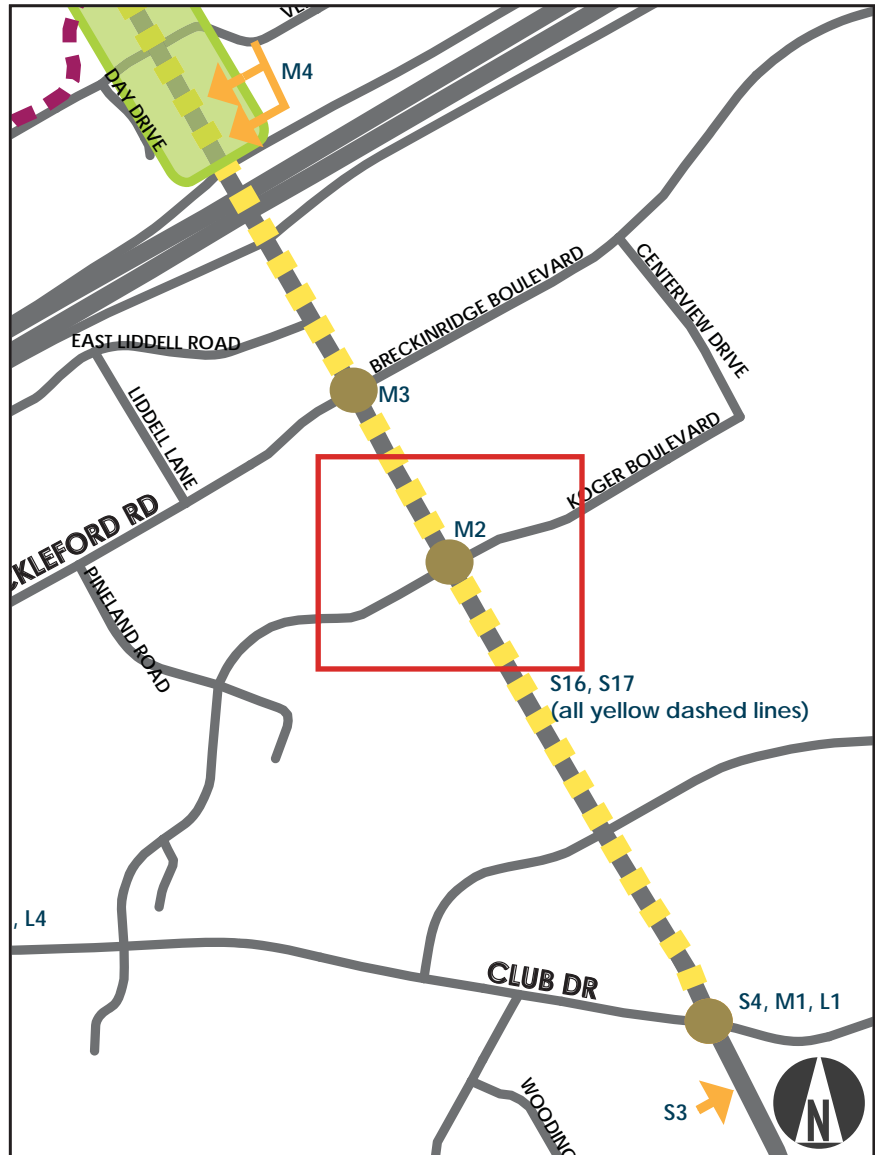 VE
M4
DAY DRIVE
BRECKINRIDGE BOULEVARD
CENTERVIEW DRIVE
EAST LIDDELL ROAD
M3
LIDDELL LANE
KOGER BOULEVARD
M2
CKLEFORD RD
PINELAND ROAD
S16, S17
(all yellow dashed lines)
, L4
CLUB DR
S4, M1, L1
WOODING
S3
N